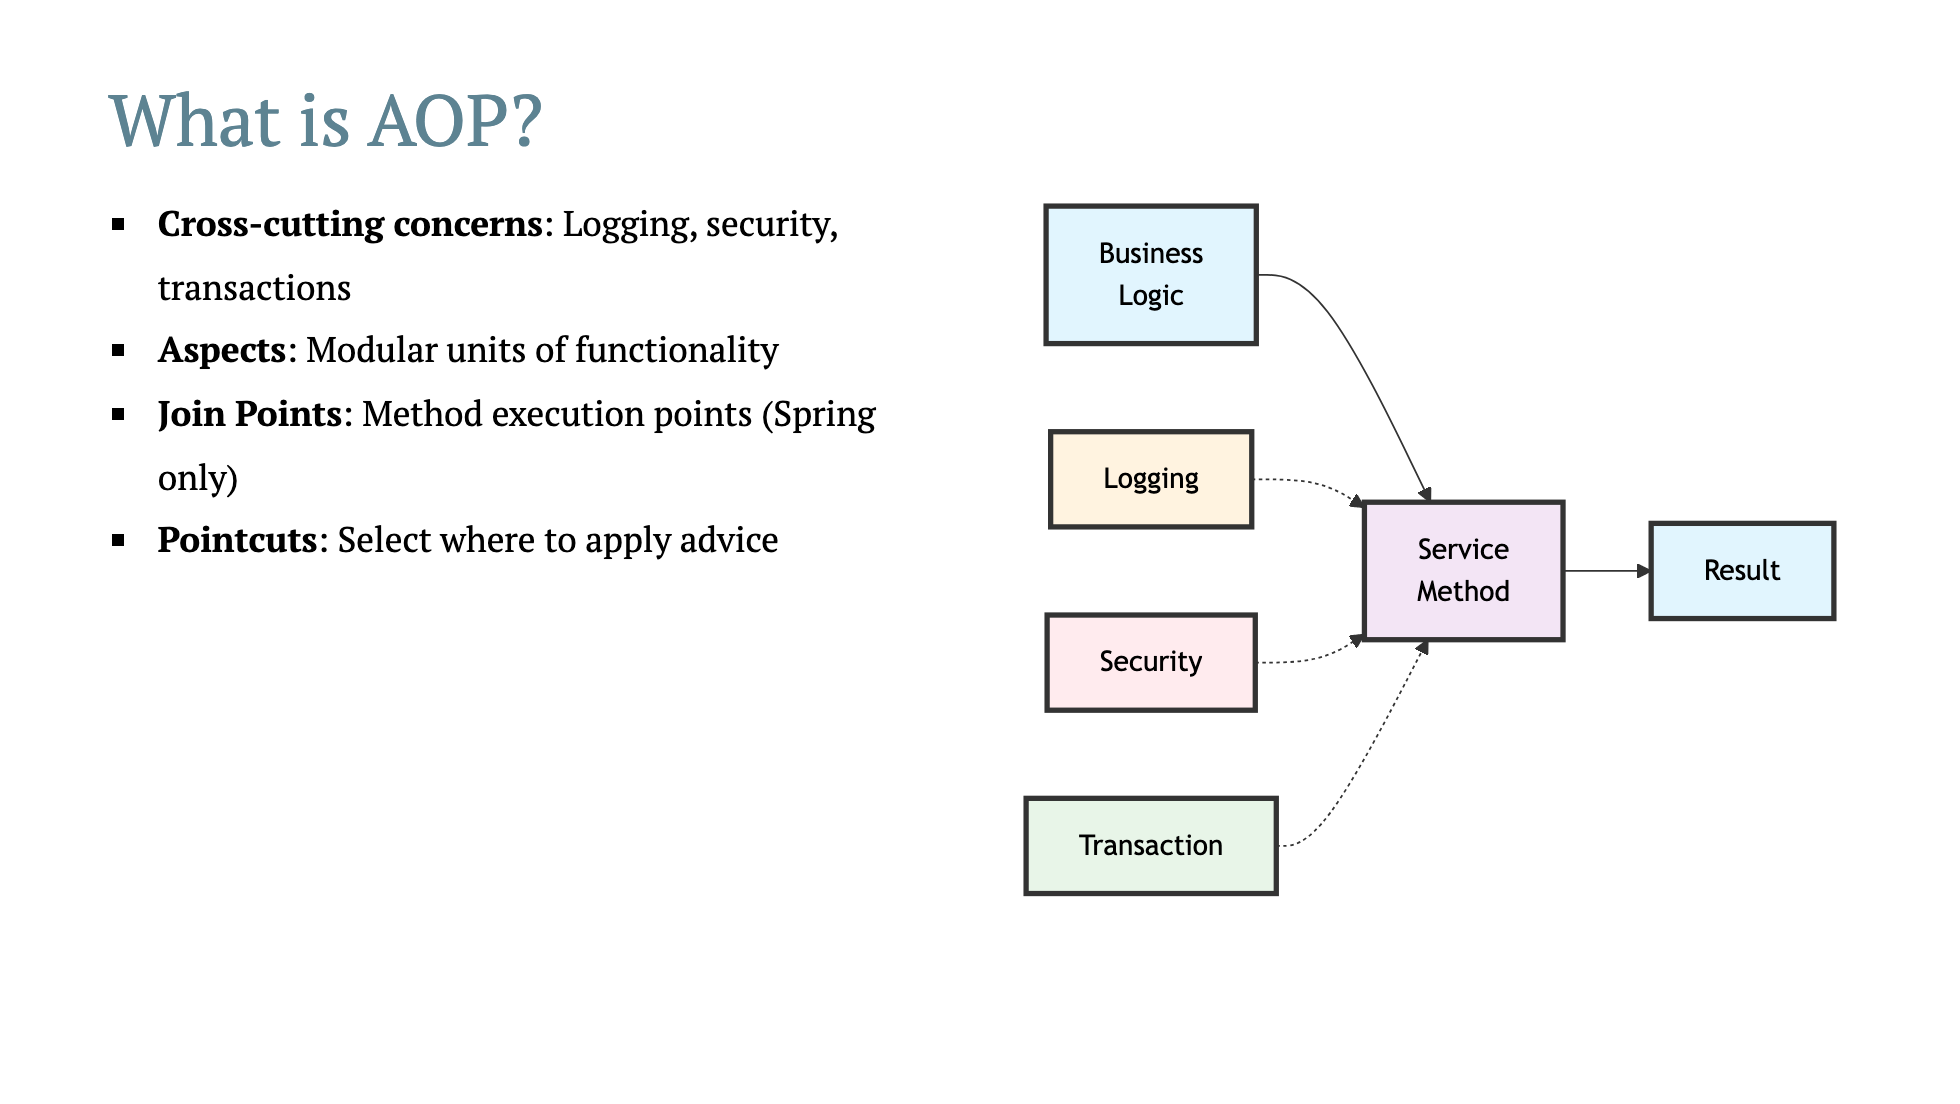 What is AOP?
Cross-cutting concerns: Logging, security,
transactions
Aspects: Modular units of functionality
Join Points: Method execution points (Spring
only)
Pointcuts: Select where to apply advice
Business
Logic
Logging
Security
Transaction
Service
Method
Result